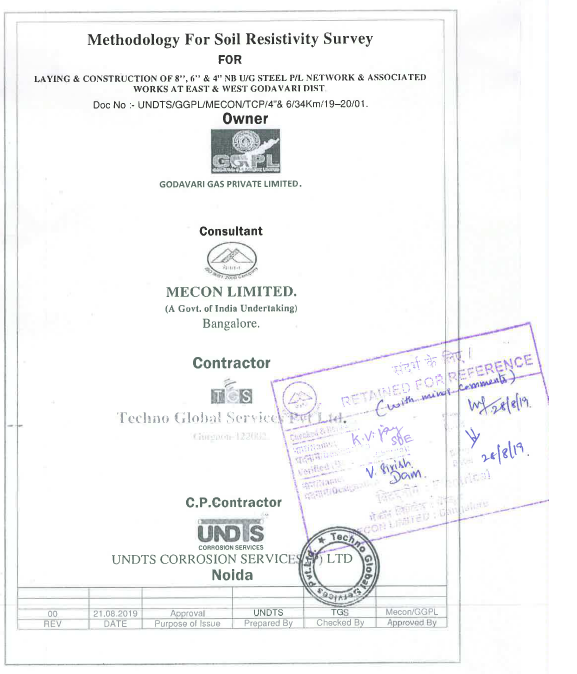 Methodology For Soil Resistivity Survey
FOR
LAYING & CONSTRUCTION OF 8", 6" & 4" NB U/G STEEL P/L NETWORK & ASSOCIATED
WORKS AT EAST & WEST GODAVARI DIST.
Doc No :- UNDTS/GGPL/MECON/TCP/4"& 6/34Km/19–20/01.
Owner
GGPL
GODAVARI GAS PRIVATE LIMITED.
Consultant
MECON LIMITED.
(A Govt. of India Undertaking)
Bangalore.
Contractor
TGS
Techno Global Services Pvt Ltd.
Gurgaon-122002.
संदर्भ के लिए /
RETAINED FOR REFERENCE
(with minor comments)
28/8/19
K.V. Jay
SDE
28/8/19.
MECON LIMITED, Bangalore
C.P.Contractor
UNDTS
CORROSION SERVICES
UNDTS CORROSION SERVICES LTD
Noida
Techno Global Services Pvt.Ltd.
00 21.08.2019 Approval UNDTS TGS Mecon/GGPL
REV DATE Purpose of Issue Prepared By Checked By Approved By